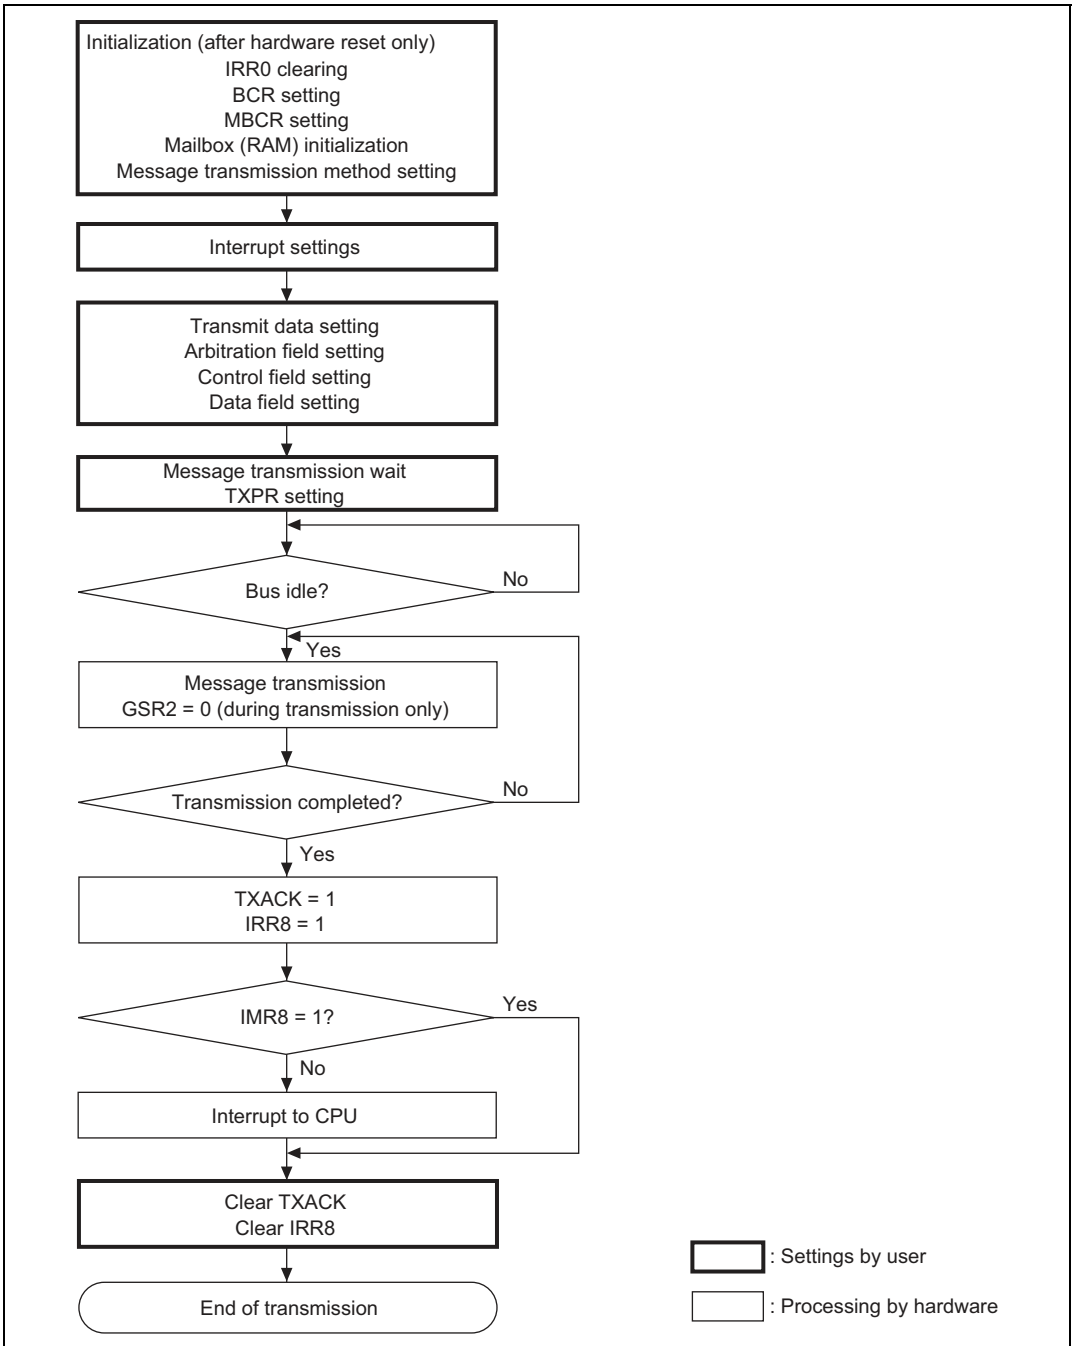 Initialization (after hardware reset only)
IRR0 clearing
BCR setting
MBCR setting
Mailbox (RAM) initialization
Message transmission method setting
Interrupt settings
Transmit data setting
Arbitration field setting
Control field setting
Data field setting
Message transmission wait
TXPR setting
Bus idle?
No
Yes
Message transmission
GSR2 = 0 (during transmission only)
Transmission completed?
No
Yes
TXACK = 1
IRR8 = 1
IMR8 = 1?
Yes
No
Interrupt to CPU
Clear TXACK
Clear IRR8
End of transmission
: Settings by user
: Processing by hardware